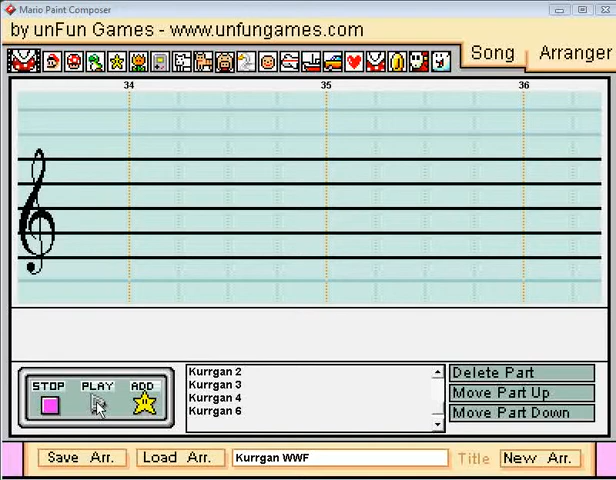 Mario Paint Composer
by unFun Games - www.unfungames.com
Song
Arranger
34 35 36
STOP PLAY ADD
Kurrgan 2
Kurrgan 3
Kurrgan 4
Kurrgan 6
Delete Part
Move Part Up
Move Part Down
Save Arr.
Load Arr.
Kurrgan WWF
Title
New Arr.